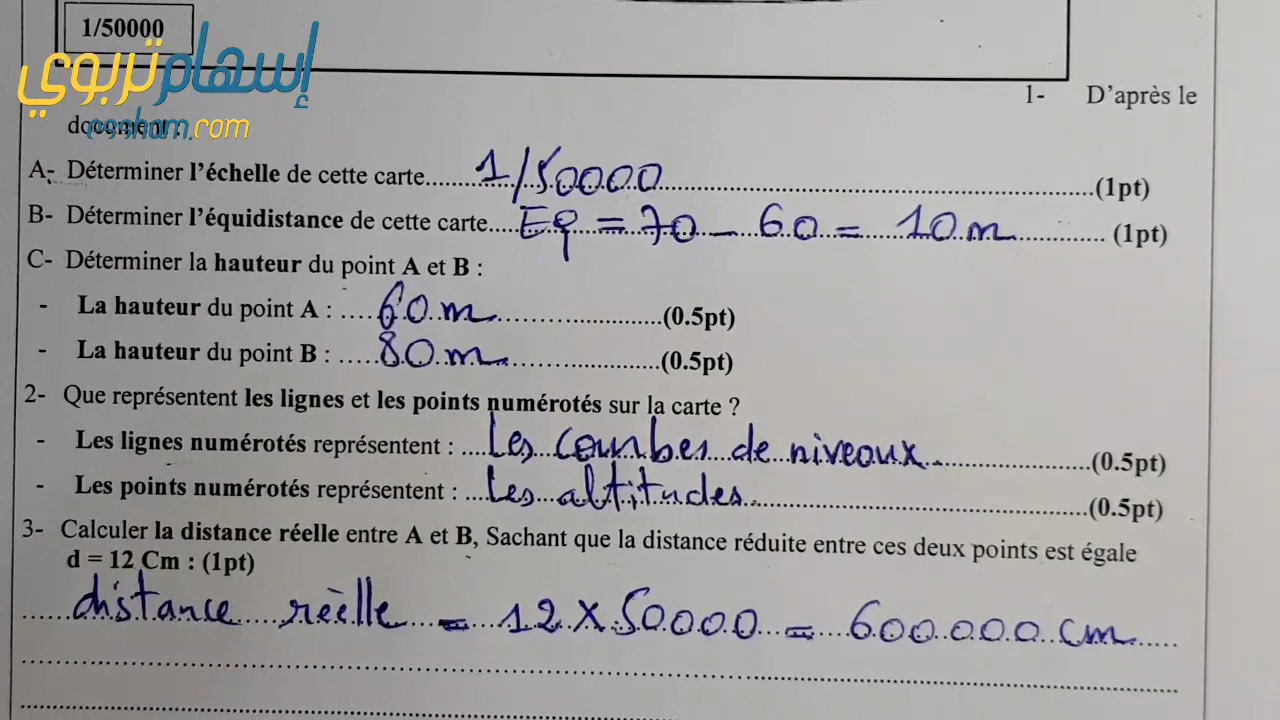 1/50000
إسهام تربوي
moosham.com
1- D'après le
document :
A- Déterminer l'échelle de cette carte.....1/50000.....(1pt)
B- Déterminer l'équidistance de cette carte.....Eq = 70 - 60 = 10 m..... (1pt)
C- Déterminer la hauteur du point A et B :
- La hauteur du point A : .....60 m.....(0.5pt)
- La hauteur du point B : .....80 m.....(0.5pt)
2- Que représentent les lignes et les points numérotés sur la carte ?
- Les lignes numérotés représentent : .....Les courbes de niveaux.....(0.5pt)
- Les points numérotés représentent : .....Les altitudes.....(0.5pt)
3- Calculer la distance réelle entre A et B, Sachant que la distance réduite entre ces deux points est égale
d = 12 Cm : (1pt)
distance réelle = 12 x 50000 = 600000 cm